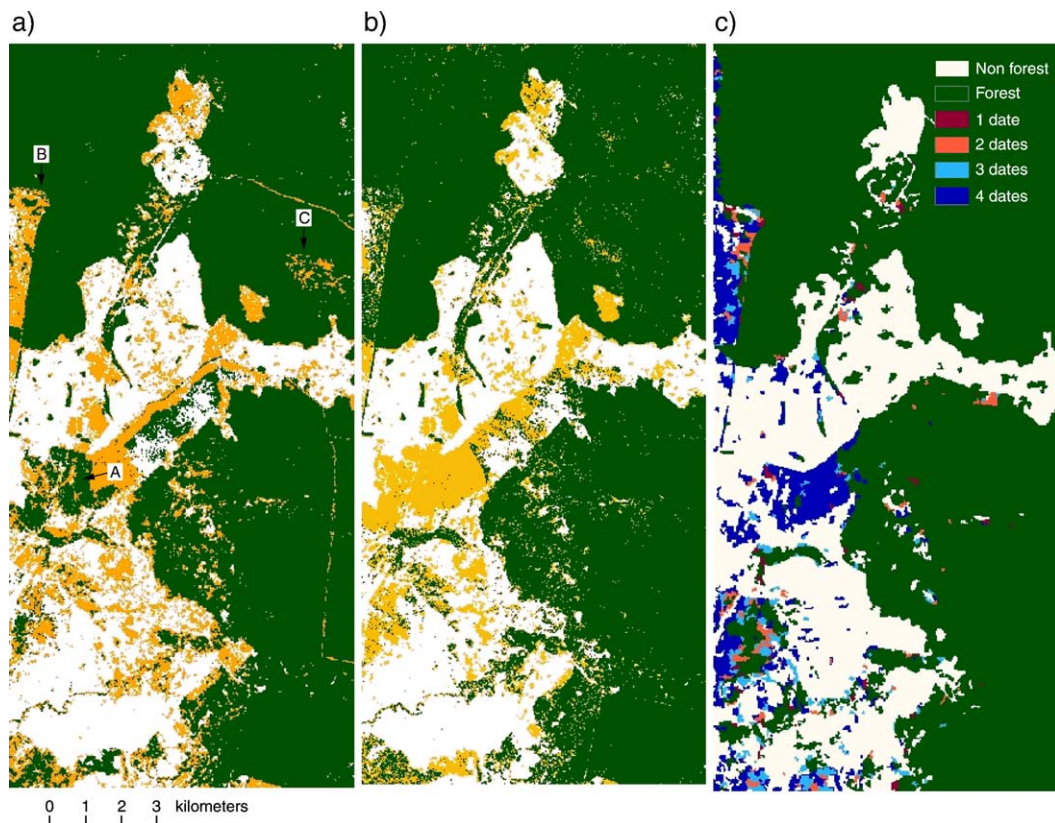 a)
b)
c)
B
C
A
Non forest
Forest
1 date
2 dates
3 dates
4 dates
0 1 2 3 kilometers